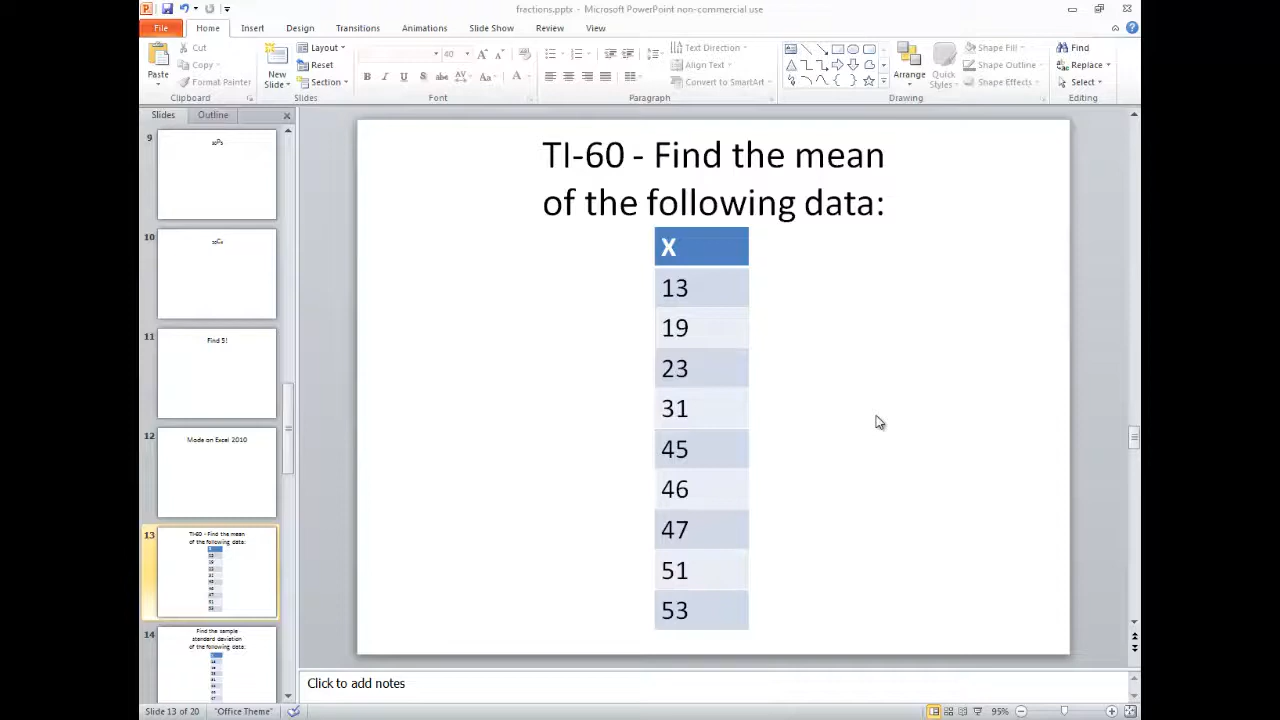 fractions.pptx - Microsoft PowerPoint non-commercial use
File Home Insert Design Transitions Animations Slide Show Review View
Paste
Cut
Copy
Format Painter
Clipboard
New
Slide
Layout
Reset
Section
Slides
40
Font
Text Direction
Align Text
Convert to SmartArt
Paragraph
Arrange
Quick
Styles
Shape Fill
Shape Outline
Shape Effects
Drawing
Find
Replace
Select
Editing
Slides Outline
9
10
11
Find 5!
12
Mode on Excel 2010
13
TI-60 - Find the mean
of the following data:
14
Find the sample
standard deviation
of the following data:
TI-60 - Find the mean
of the following data:
X
13
19
23
31
45
46
47
51
53
Click to add notes
Slide 13 of 20 "Office Theme" 95%